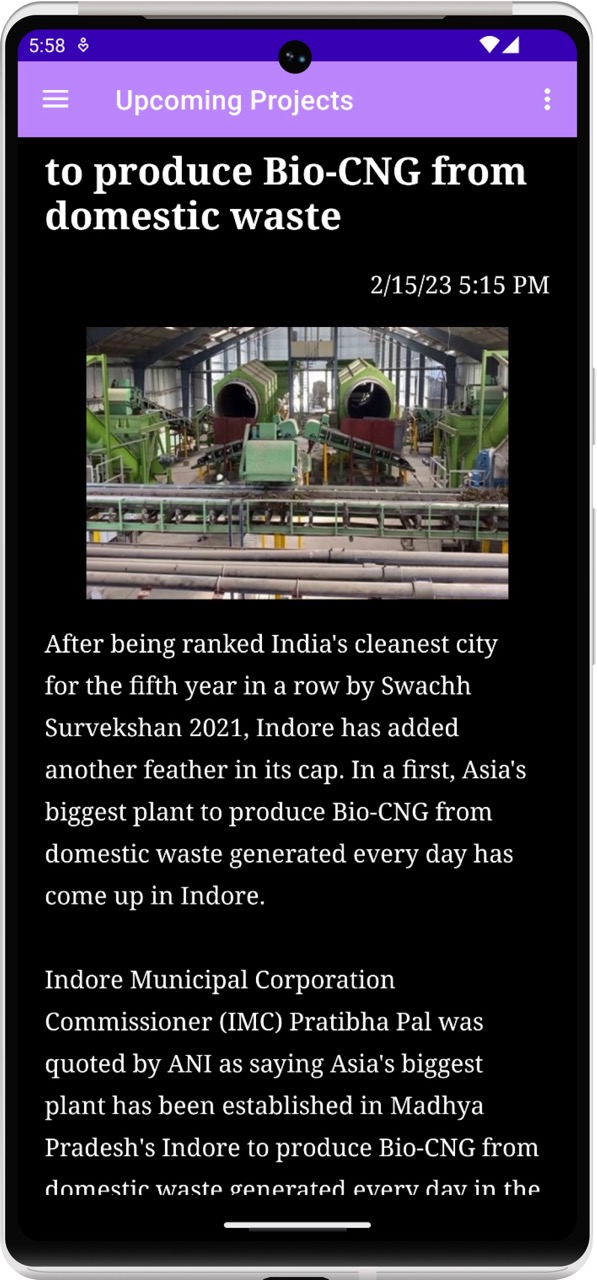 5:58
Upcoming Projects
to produce Bio-CNG from
domestic waste
2/15/23 5:15 PM
After being ranked India's cleanest city
for the fifth year in a row by Swachh
Survekshan 2021, Indore has added
another feather in its cap. In a first, Asia's
biggest plant to produce Bio-CNG from
domestic waste generated every day has
come up in Indore.
Indore Municipal Corporation
Commissioner (IMC) Pratibha Pal was
quoted by ANI as saying Asia's biggest
plant has been established in Madhya
Pradesh's Indore to produce Bio-CNG from
domestic waste generated every day in the